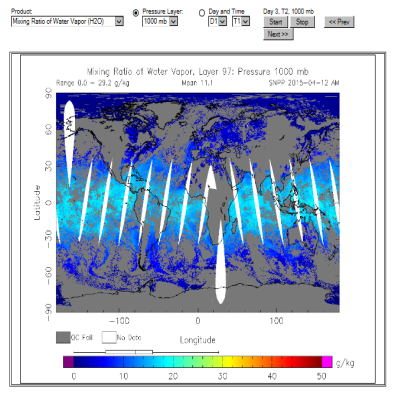 Product: Pressure Layer: Day and Time Day 3, T2, 1000 mb
Mixing Ratio of Water Vapor (H2O) 1000 mb D1 T1 Start Stop << Prev
Next >>
Mixing Ratio of Water Vapor, Layer 97: Pressure 1000 mb
Range 0.0 – 29.2 g/kg Mean 11.1 SNPP 2015-04-12 AM
90
60
30
0
-30
-60
-90
Latitude
-100 0 100
QC Fail No Data Longitude
g/kg
0 10 20 30 40 50